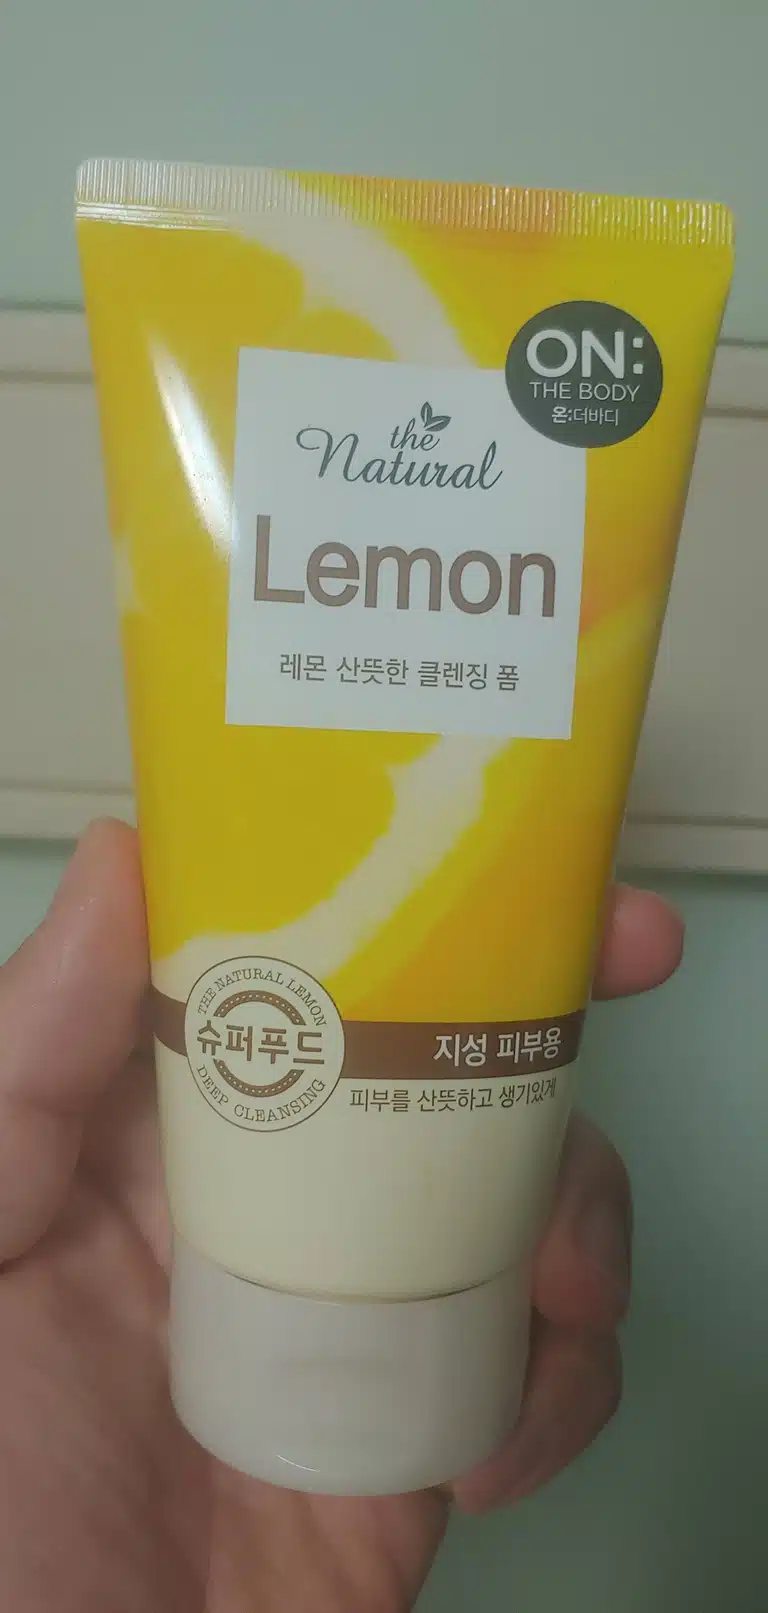 ON:
THE BODY
온:더바디
the
Natural
Lemon
레몬 산뜻한 클렌징 폼
THE NATURAL LEMON
슈퍼푸드
DEEP CLEANSING
지성 피부용
피부를 산뜻하고 생기있게